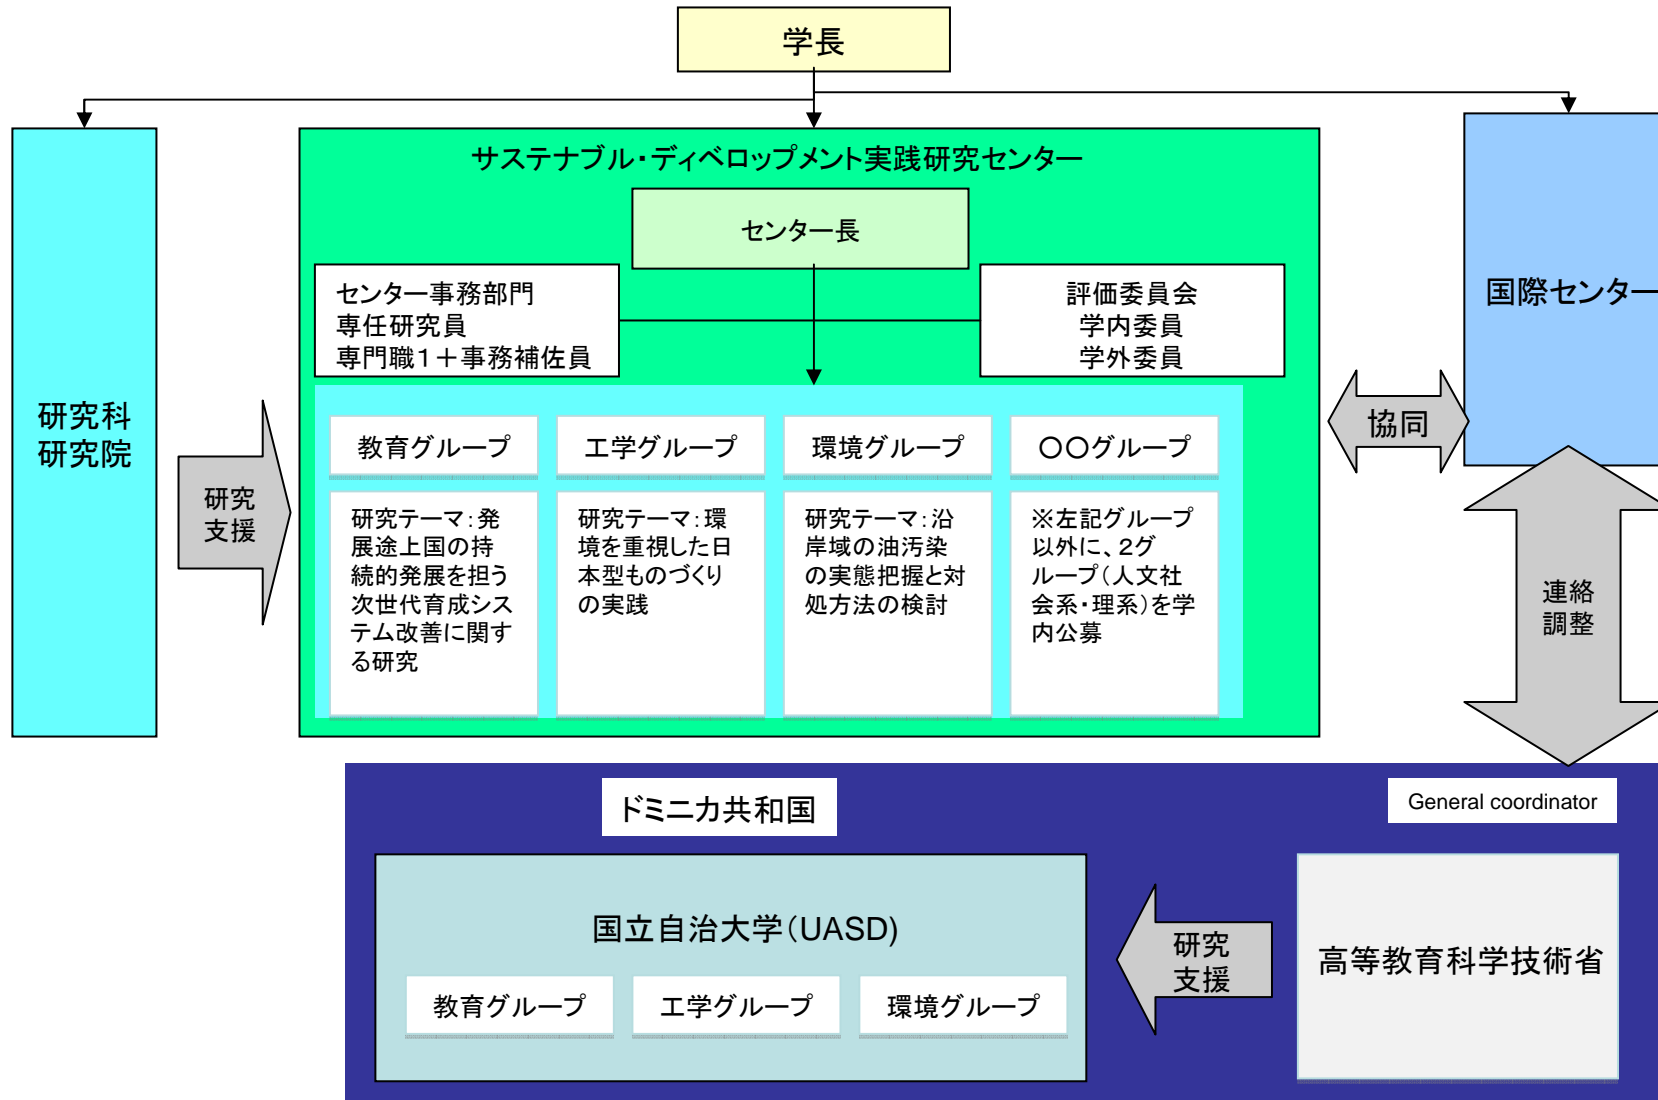 学長
サステナブル・ディベロップメント実践研究センター
センター長
センター事務部門
専任研究員
専門職1+事務補佐員
評価委員会
学内委員
学外委員
国際センター
研究科
研究院
研究
支援
教育グループ
研究テーマ:発
展途上国の持
続的発展を担う
次世代育成シス
テム改善に関す
る研究
工学グループ
研究テーマ:環
境を重視した日
本型ものづくり
の実践
環境グループ
研究テーマ:沿
岸域の油汚染
の実態把握と対
処方法の検討
〇〇グループ
※左記グループ
以外に、2グ
ループ(人文社
会系・理系)を学
内公募
協同
連絡
調整
ドミニカ共和国
General coordinator
国立自治大学(UASD)
教育グループ
工学グループ
環境グループ
研究
支援
高等教育科学技術省